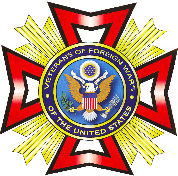 VETERANS OF FOREIGN WARS
OF THE UNITED STATES